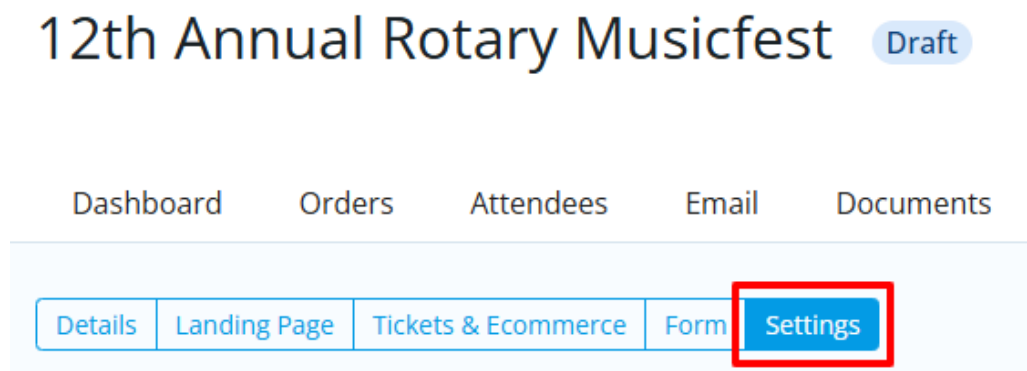 12th Annual Rotary Musicfest Draft
Dashboard Orders Attendees Email Documents
Details Landing Page Tickets & Ecommerce Form Settings